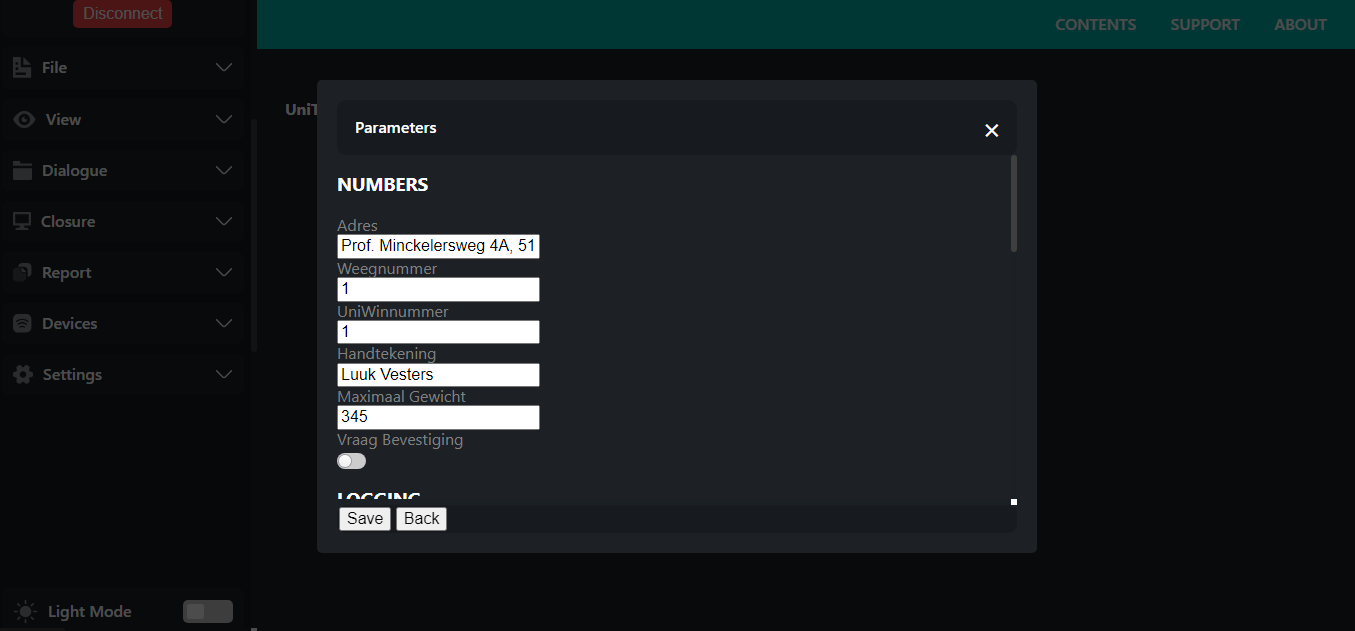 Disconnect
CONTENTS SUPPORT ABOUT
File
View
Dialogue
Closure
Report
Devices
Settings
Light Mode
UniT
Parameters
NUMBERS
Adres
Prof. Minckelersweg 4A, 51
Weegnummer
1
UniWinnummer
1
Handtekening
Luuk Vesters
Maximaal Gewicht
345
Vraag Bevestiging
LOGGING
Save Back